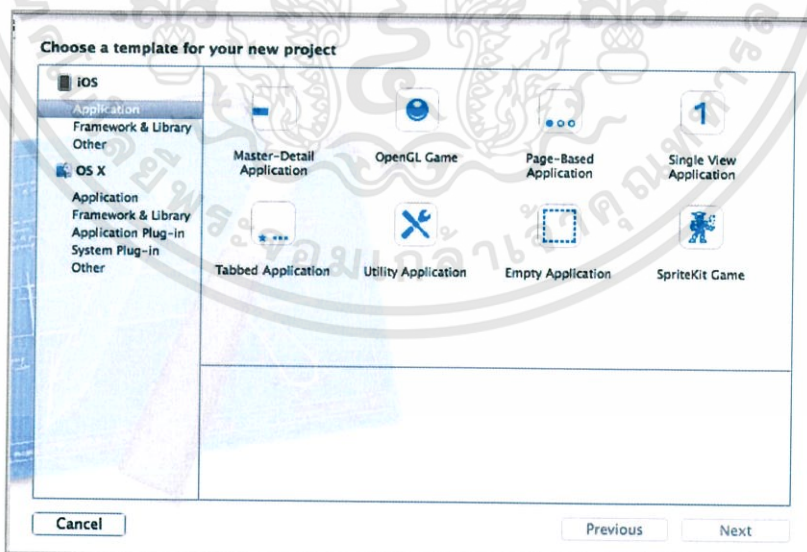 Choose a template for your new project
iOS
Application
Framework & Library
Other
OS X
Application
Framework & Library
Application Plug-in
System Plug-in
Other
Master-Detail
Application
OpenGL Game
Page-Based
Application
1
Single View
Application
Tabbed Application
Utility Application
Empty Application
SpriteKit Game
Cancel
Previous
Next